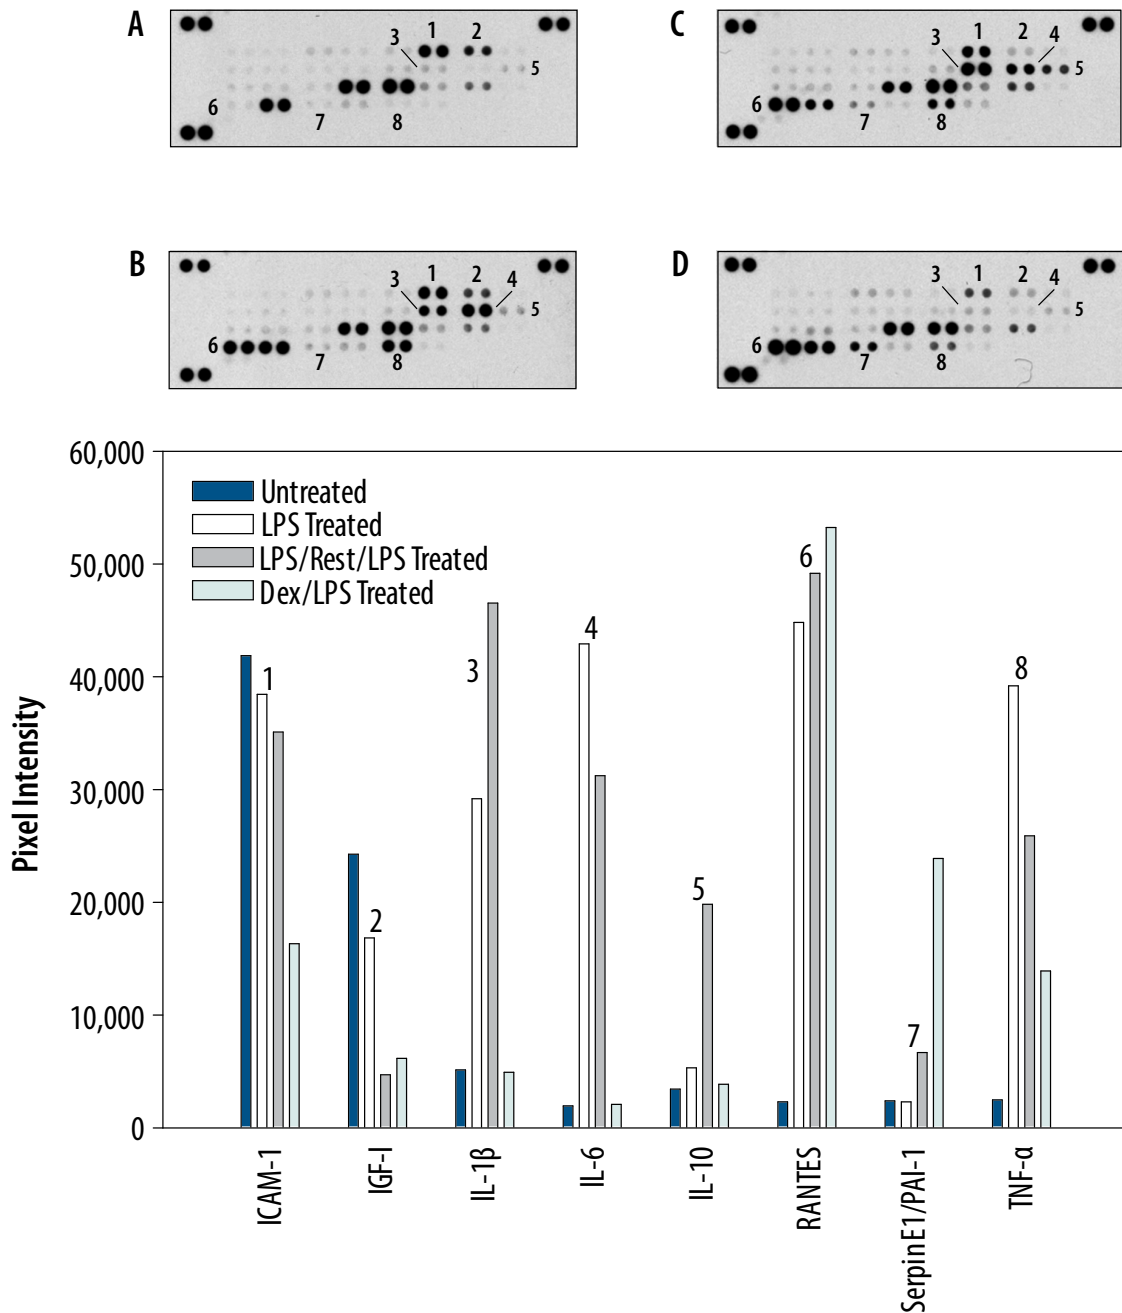 A
3 1 2
5
6
7 8
C
3 1 2 4
5
6
7 8
B
3 1 2 4
5
6
7 8
D
3 1 2 4
5
6
7 8
60,000
50,000
40,000
30,000
20,000
10,000
0
Pixel Intensity
Untreated
LPS Treated
LPS/Rest/LPS Treated
Dex/LPS Treated
1
2
3
4
5
6
7
8
ICAM-1
IGF-I
IL-1β
IL-6
IL-10
RANTES
SerpinE1/PAI-1
TNF-α